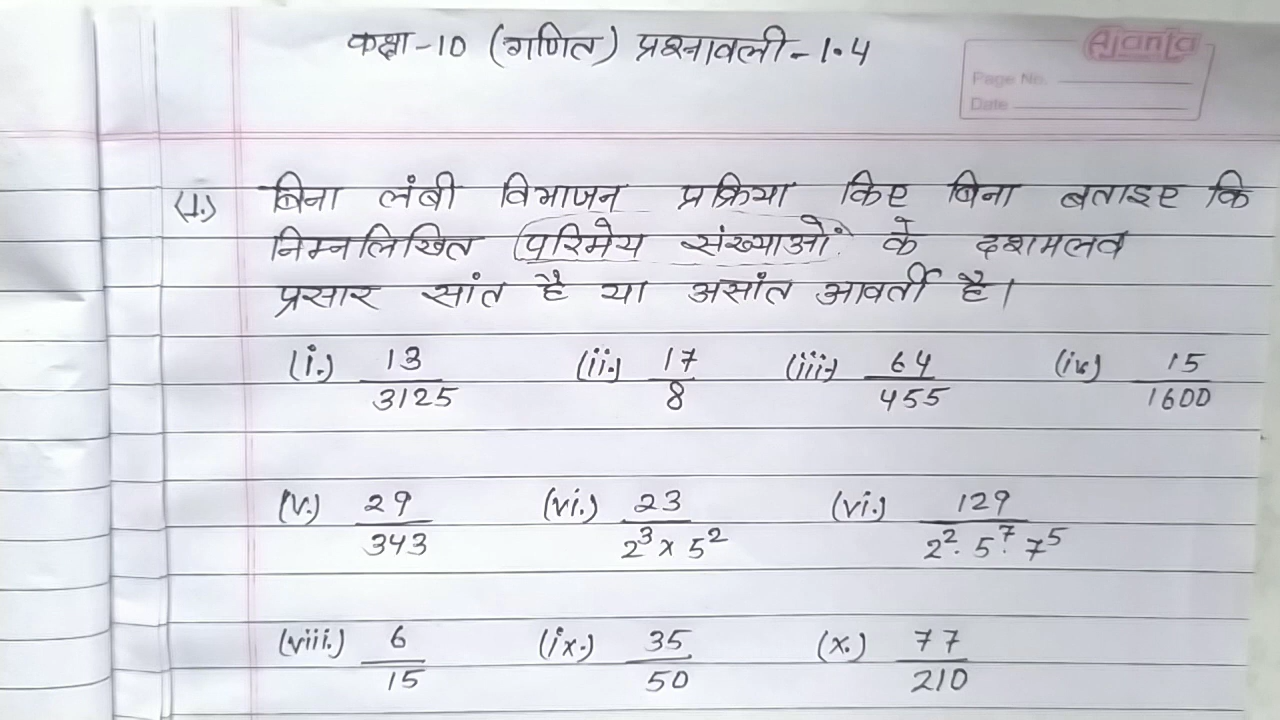 कक्षा-10 (गणित) प्रश्नावली-1.4
Ajanta
Page No.
Date
(1.) बिना लंबी विभाजन प्रक्रिया किए बिना बताइए कि
निम्नलिखित (परिमेय संख्याओं) के दशमलव
प्रसार सांत है या असांत आवर्ती है।
(i.) 13/3125 (ii.) 17/8 (iii.) 64/455 (iv.) 15/1600
(v.) 29/343 (vi.) 23/2³×5² (vi.) 129/2².5⁷.7⁵
(viii.) 6/15 (ix.) 35/50 (x.) 77/210